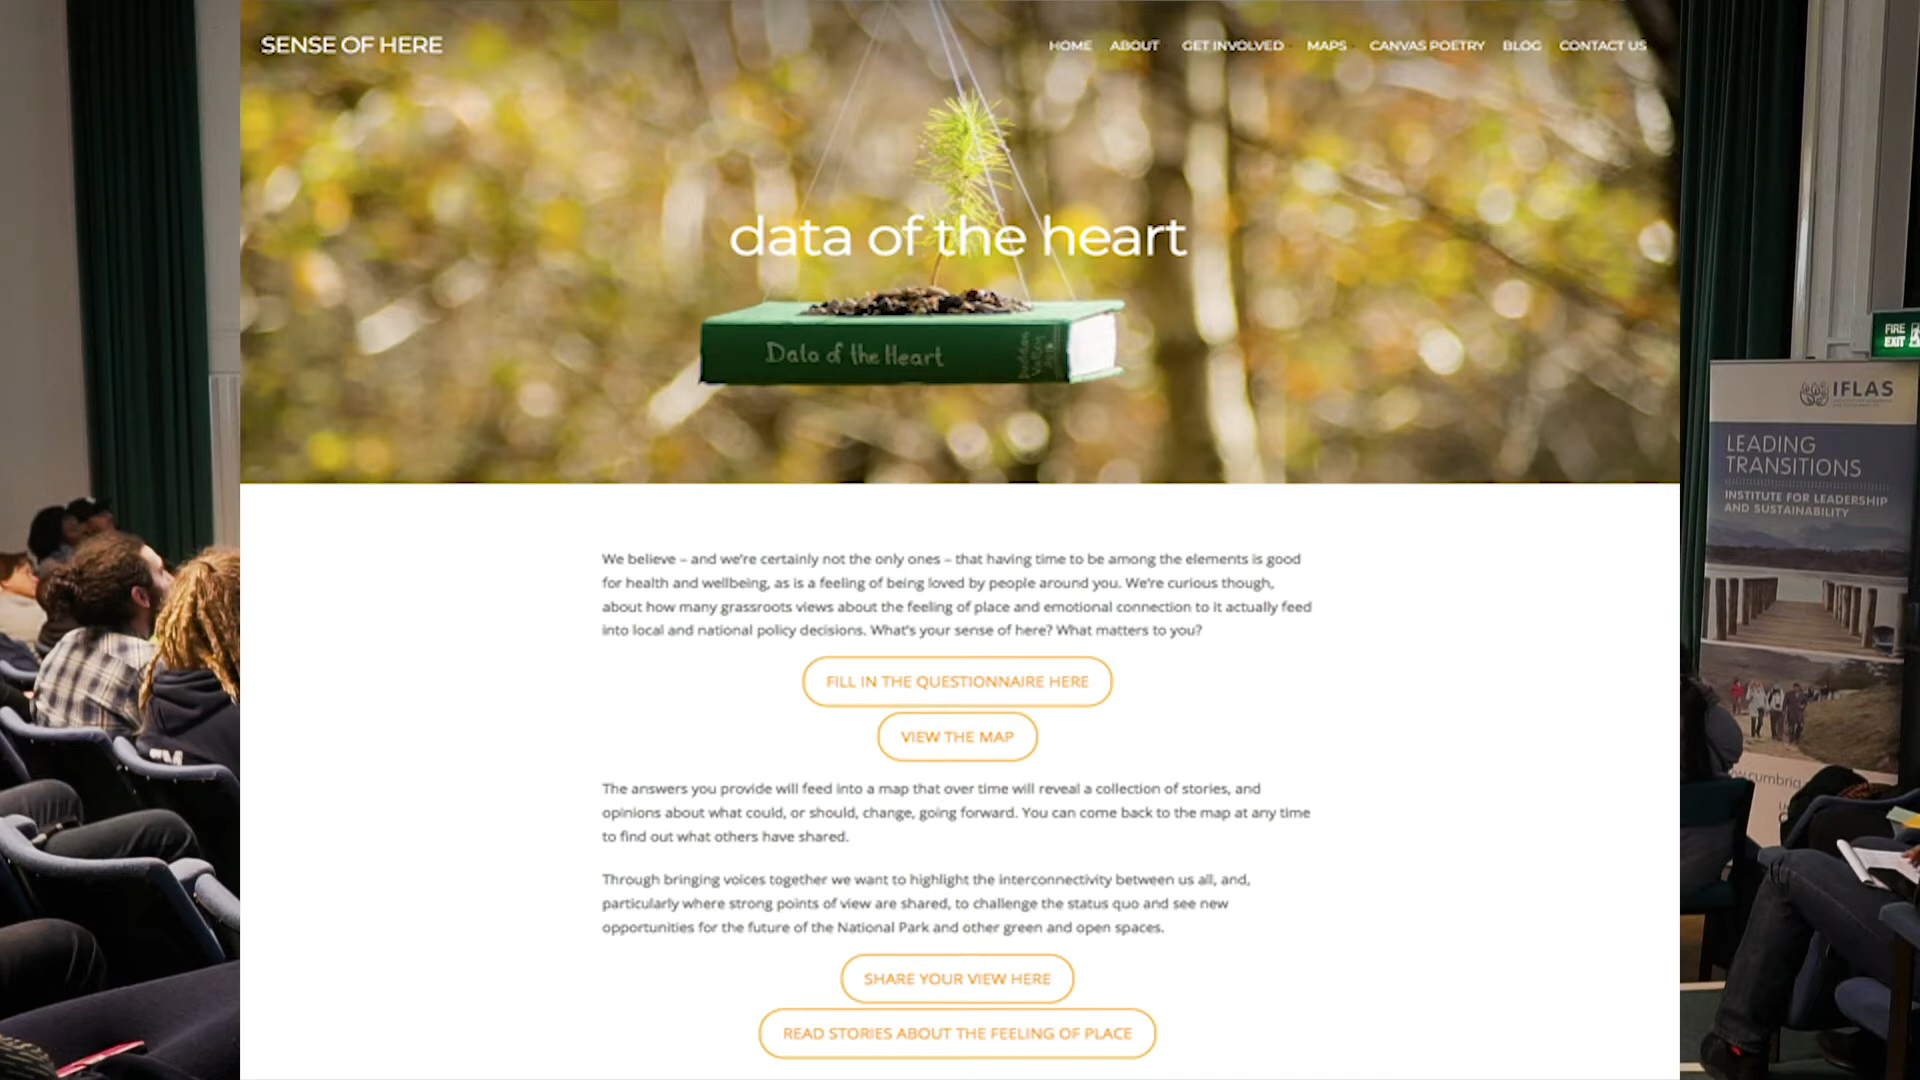 SENSE OF HERE
HOME ABOUT GET INVOLVED MAPS CANVAS POETRY BLOG CONTACT US
data of the heart
Data of the Heart
We believe – and we're certainly not the only ones – that having time to be among the elements is good
for health and wellbeing, as is a feeling of being loved by people around you. We're curious though,
about how many grassroots views about the feeling of place and emotional connection to it actually feed
into local and national policy decisions. What's your sense of here? What matters to you?
FILL IN THE QUESTIONNAIRE HERE
VIEW THE MAP
The answers you provide will feed into a map that over time will reveal a collection of stories, and
opinions about what could, or should, change, going forward. You can come back to the map at any time
to find out what others have shared.
Through bringing voices together we want to highlight the interconnectivity between us all, and,
particularly where strong points of view are shared, to challenge the status quo and see new
opportunities for the future of the National Park and other green and open spaces.
SHARE YOUR VIEW HERE
READ STORIES ABOUT THE FEELING OF PLACE
FIRE
EXIT
IFLAS
LEADING
TRANSITIONS
INSTITUTE FOR LEADERSHIP
AND SUSTAINABILITY